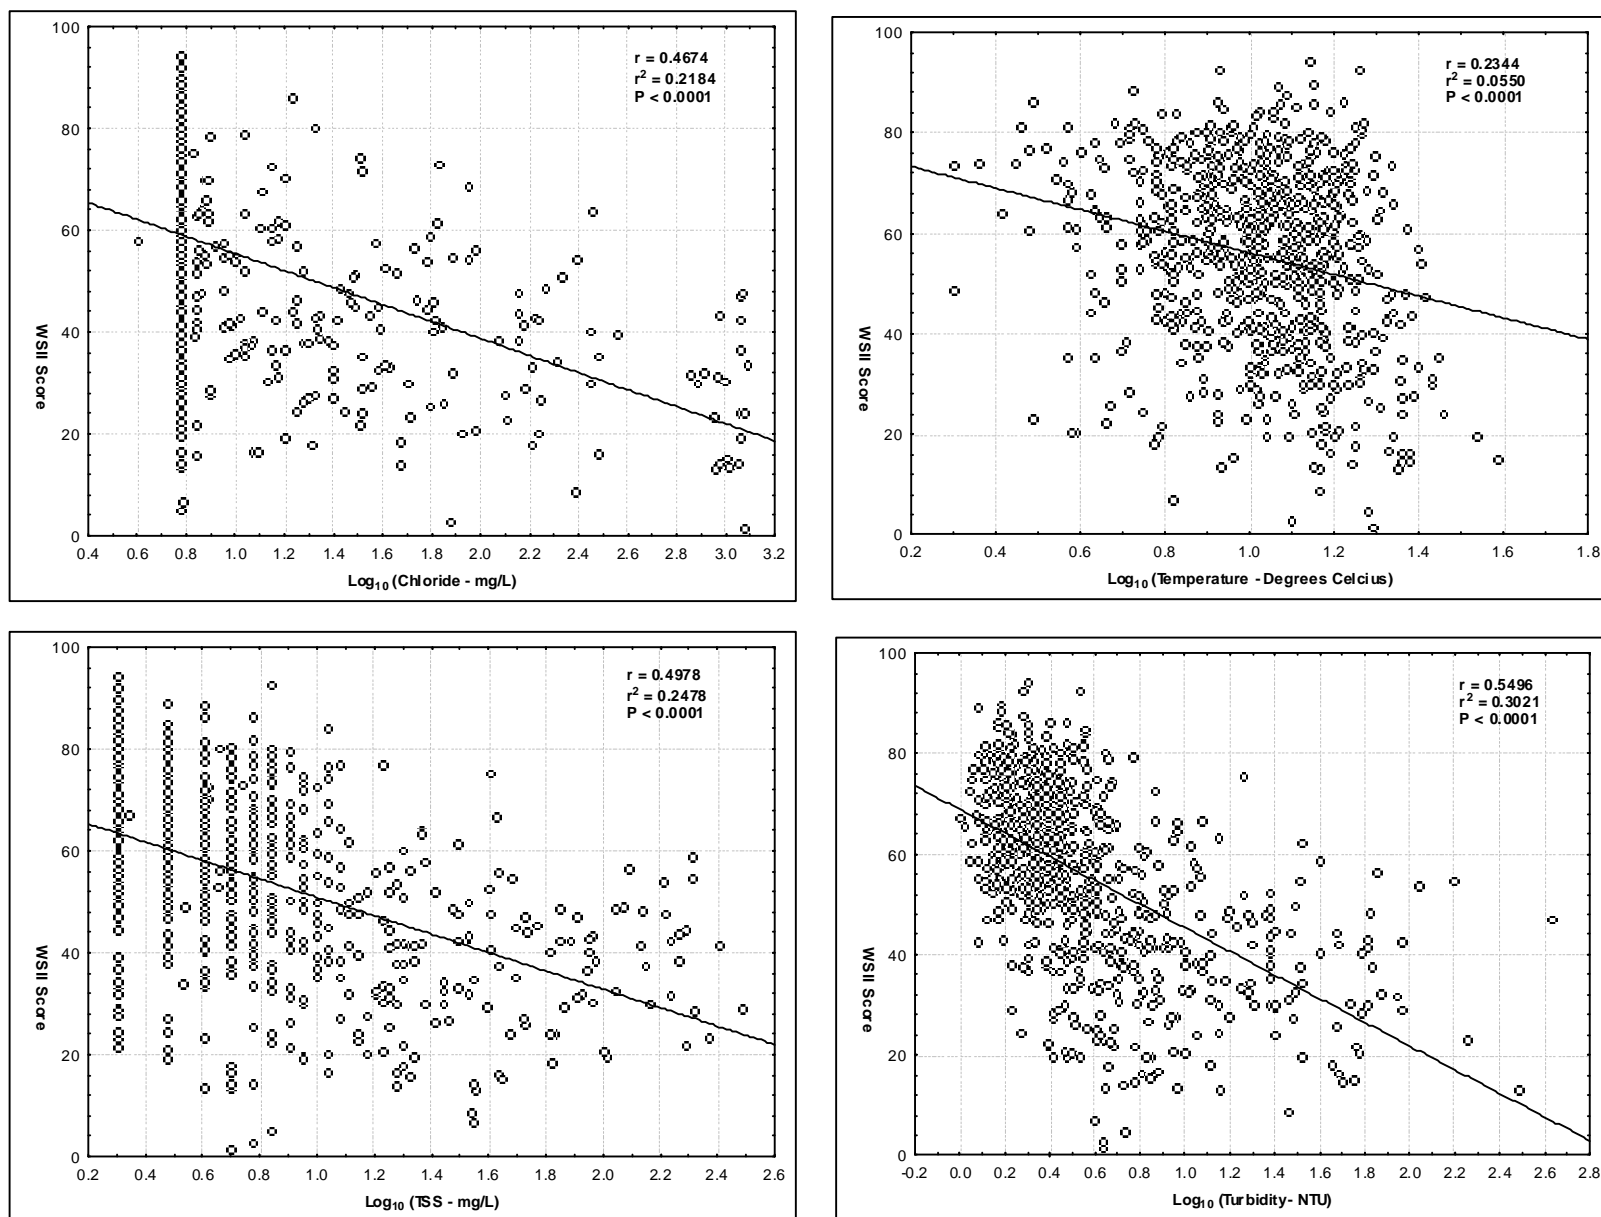 r = 0.4674
r² = 0.2184
P < 0.0001
100
80
60
40
20
0
WSII Score
0.4 0.6 0.8 1.0 1.2 1.4 1.6 1.8 2.0 2.2 2.4 2.6 2.8 3.0 3.2
Log₁₀ (Chloride - mg/L)
r = 0.2344
r² = 0.0550
P < 0.0001
100
80
60
40
20
0
WSII Score
0.2 0.4 0.6 0.8 1.0 1.2 1.4 1.6 1.8
Log₁₀ (Temperature - Degrees Celcius)
r = 0.4978
r² = 0.2478
P < 0.0001
100
80
60
40
20
0
WSII Score
0.2 0.4 0.6 0.8 1.0 1.2 1.4 1.6 1.8 2.0 2.2 2.4 2.6
Log₁₀ (TSS - mg/L)
r = 0.5496
r² = 0.3021
P < 0.0001
100
80
60
40
20
0
WSII Score
-0.2 0.0 0.2 0.4 0.6 0.8 1.0 1.2 1.4 1.6 1.8 2.0 2.2 2.4 2.6 2.8
Log₁₀ (Turbidity- NTU)